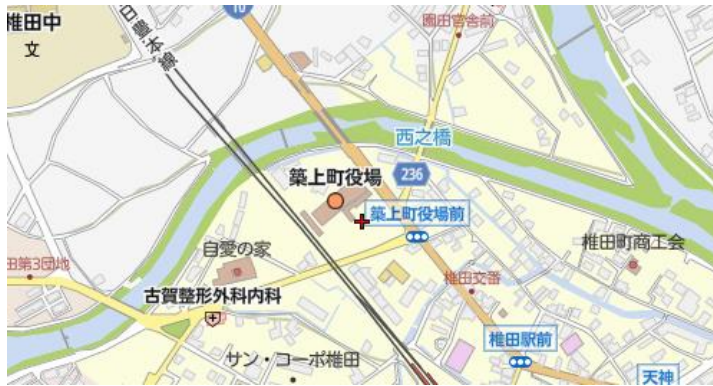 10
椎田中
文
日豊本線
園田官舎前
西之橋
築上町役場
236
築上町役場前
自愛の家
田第3団地
椎田町商工会
椎田交番
古賀整形外科内科
椎田駅前
サン・コーポ椎田
天神